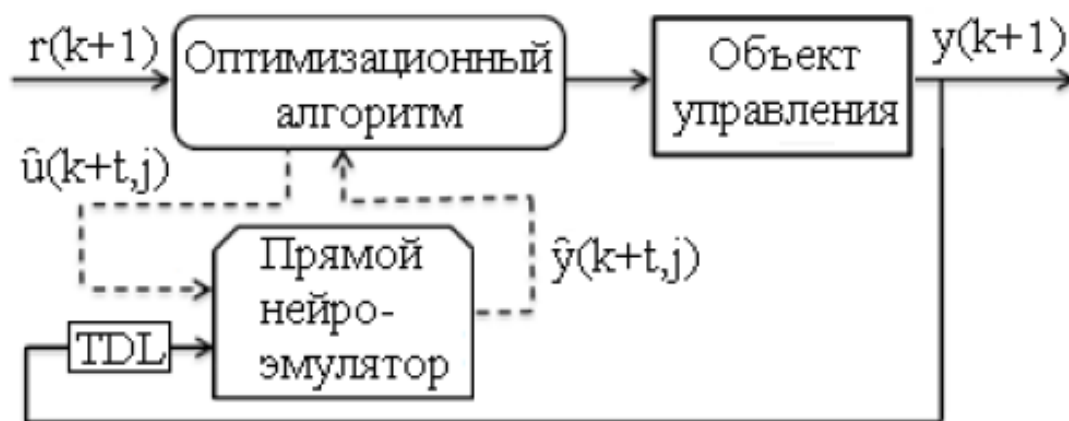 r(k+1)
Оптимизационный
алгоритм
Объект
управления
y(k+1)
û(k+t,j)
Прямой
нейро-
эмулятор
ŷ(k+t,j)
TDL